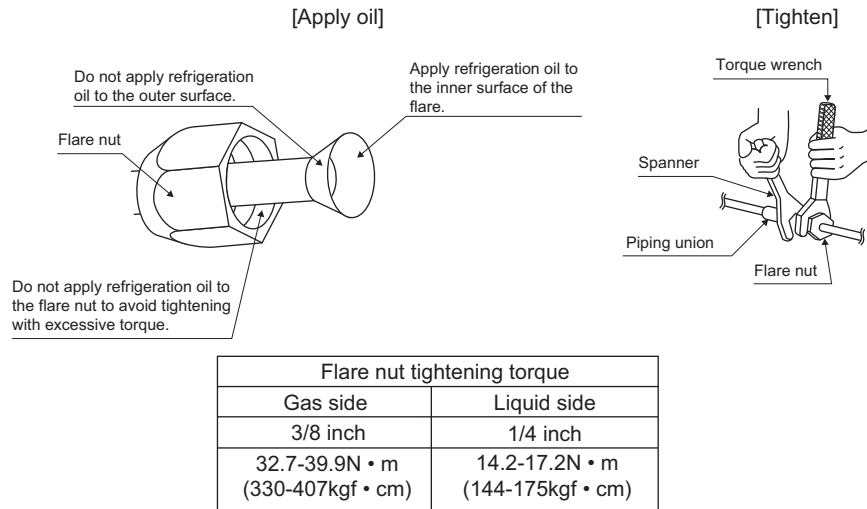 [Apply oil]
Do not apply refrigeration
oil to the outer surface.
Apply refrigeration oil to
the inner surface of the
flare.
Flare nut
Do not apply refrigeration oil to
the flare nut to avoid tightening
with excessive torque.
[Tighten]
Torque wrench
Spanner
Piping union
Flare nut
Flare nut tightening torque
Gas side Liquid side
3/8 inch 1/4 inch
32.7-39.9N • m 14.2-17.2N • m
(330-407kgf • cm) (144-175kgf • cm)